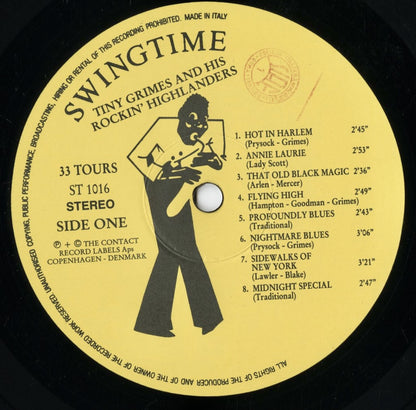 UNAUTHORISED COPYING, PUBLIC PERFORMANCE, BROADCASTING, HIRING OR RENTAL OF THIS RECORDING PROHIBITED. MADE IN ITALY
SWINGTIME
TINY GRIMES AND HIS
ROCKIN' HIGHLANDERS
33 TOURS
ST 1016
STEREO
SIDE ONE
℗ + © THE CONTACT
RECORD LABELS Aps
COPENHAGEN - DENMARK
1. HOT IN HARLEM 2'45"
(Prysock - Grimes)
2. ANNIE LAURIE 2'53"
(Lady Scott)
3. THAT OLD BLACK MAGIC 2'36"
(Arlen - Mercer)
4. FLYING HIGH 2'49"
(Hampton - Goodman - Grimes)
5. PROFOUNDLY BLUES 2'43"
(Traditional)
6. NIGHTMARE BLUES 3'06"
(Prysock - Grimes)
7. SIDEWALKS OF
NEW YORK 3'21"
(Lawler - Blake)
8. MIDNIGHT SPECIAL 2'47"
(Traditional)
ALL RIGHTS OF THE PRODUCER AND OF THE OWNER OF THE RECORDED WORK RESERVED.